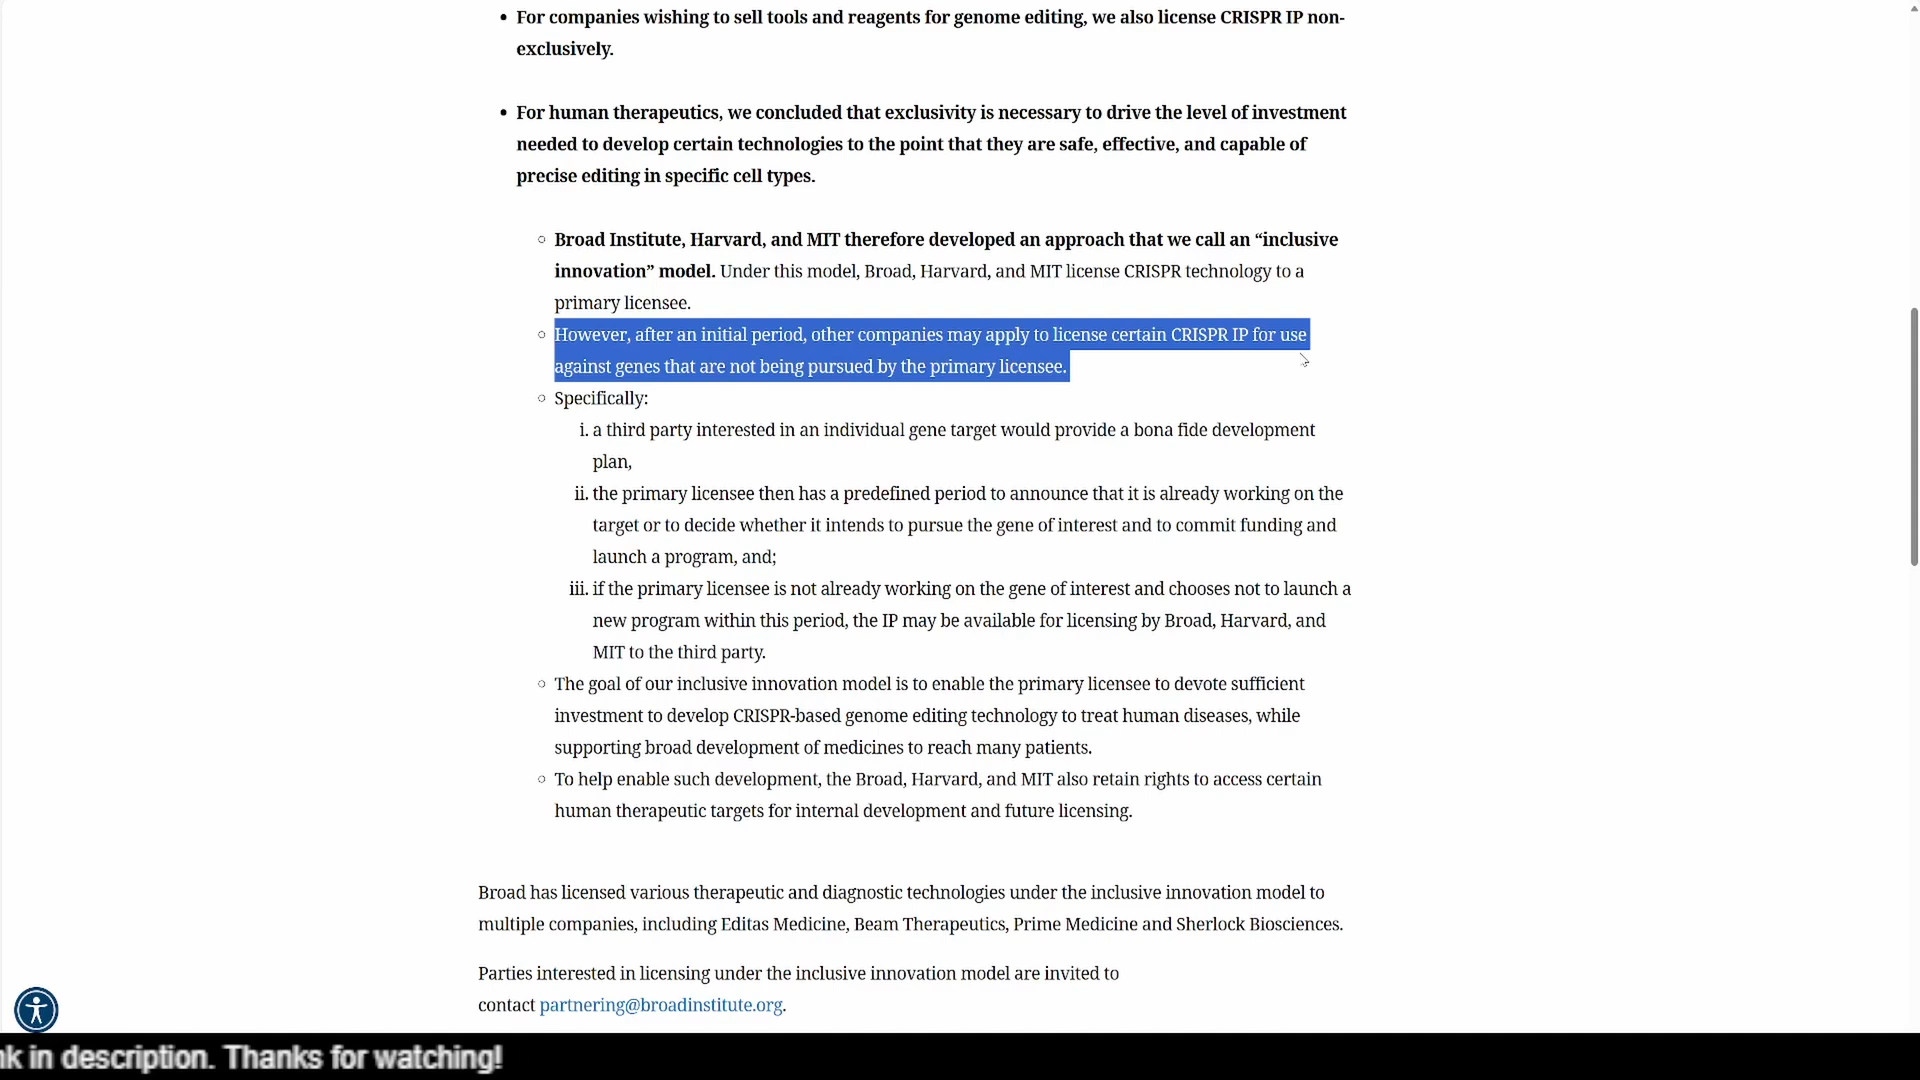 • For companies wishing to sell tools and reagents for genome editing, we also license CRISPR IP non-
exclusively.
• For human therapeutics, we concluded that exclusivity is necessary to drive the level of investment
needed to develop certain technologies to the point that they are safe, effective, and capable of
precise editing in specific cell types.
○ Broad Institute, Harvard, and MIT therefore developed an approach that we call an “inclusive
innovation” model. Under this model, Broad, Harvard, and MIT license CRISPR technology to a
primary licensee.
○ However, after an initial period, other companies may apply to license certain CRISPR IP for use
against genes that are not being pursued by the primary licensee.
○ Specifically:
i. a third party interested in an individual gene target would provide a bona fide development
plan,
ii. the primary licensee then has a predefined period to announce that it is already working on the
target or to decide whether it intends to pursue the gene of interest and to commit funding and
launch a program, and;
iii. if the primary licensee is not already working on the gene of interest and chooses not to launch a
new program within this period, the IP may be available for licensing by Broad, Harvard, and
MIT to the third party.
○ The goal of our inclusive innovation model is to enable the primary licensee to devote sufficient
investment to develop CRISPR-based genome editing technology to treat human diseases, while
supporting broad development of medicines to reach many patients.
○ To help enable such development, the Broad, Harvard, and MIT also retain rights to access certain
human therapeutic targets for internal development and future licensing.
Broad has licensed various therapeutic and diagnostic technologies under the inclusive innovation model to
multiple companies, including Editas Medicine, Beam Therapeutics, Prime Medicine and Sherlock Biosciences.
Parties interested in licensing under the inclusive innovation model are invited to
contact partnering@broadinstitute.org.
nk in description. Thanks for watching!